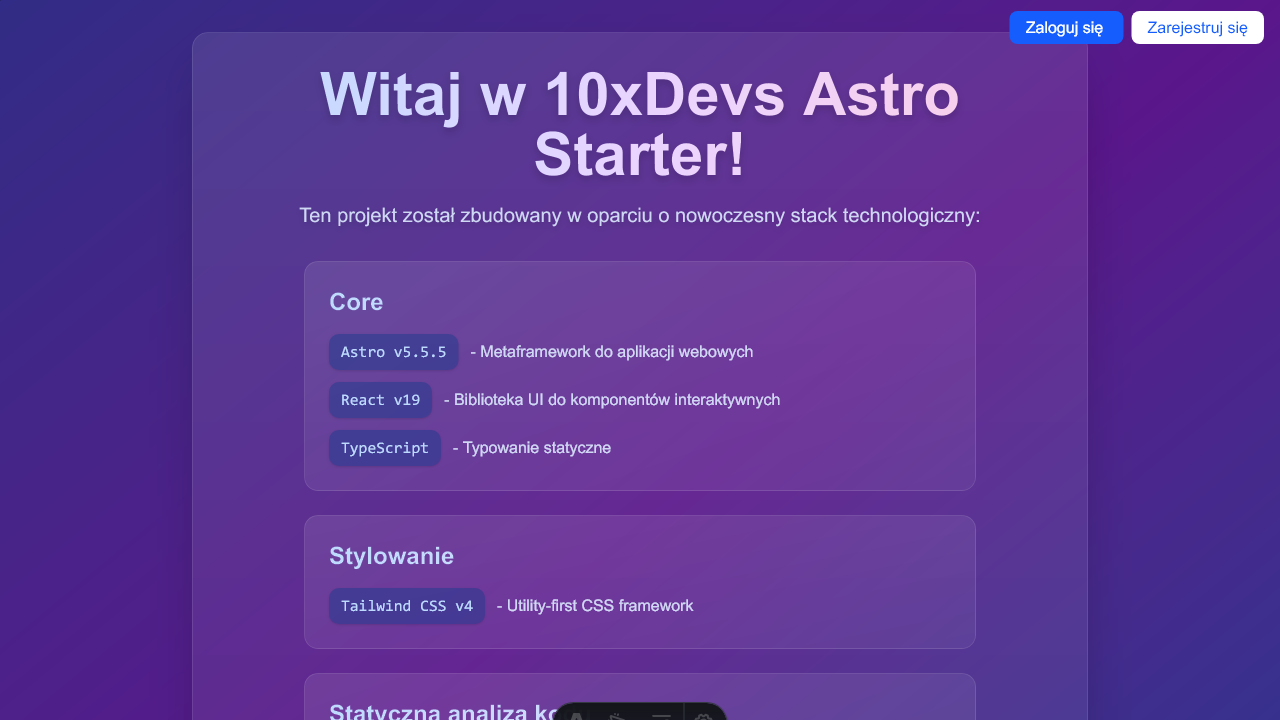 Zaloguj się
Zarejestruj się
Witaj w 10xDevs Astro
Starter!
Ten projekt został zbudowany w oparciu o nowoczesny stack technologiczny:
Core
Astro v5.5.5 - Metaframework do aplikacji webowych
React v19 - Biblioteka UI do komponentów interaktywnych
TypeScript - Typowanie statyczne
Stylowanie
Tailwind CSS v4 - Utility-first CSS framework
Statyczna analiza